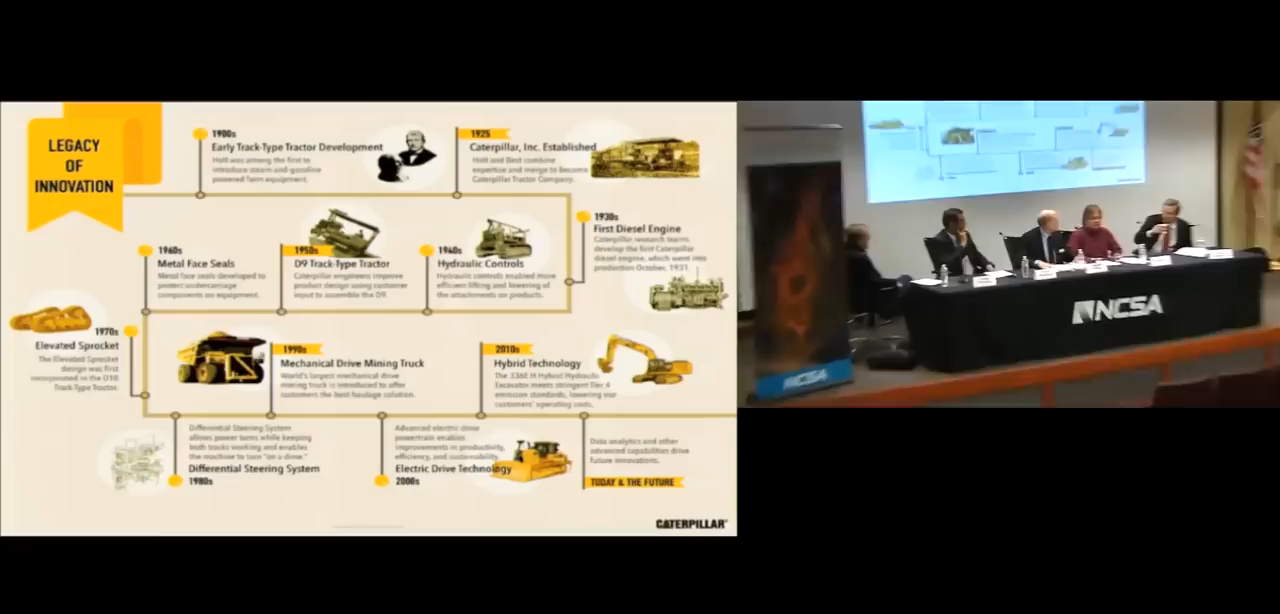 LEGACY
OF
INNOVATION
1900s
Early Track-Type Tractor Development
Holt was among the first to
introduce steam and gasoline
powered farm equipment.
1925
Caterpillar, Inc. Established
Holt and Best combine
expertise and merge to become
Caterpillar Tractor Company.
1930s
First Diesel Engine
Caterpillar research teams
develop the first Caterpillar
diesel engine, which went into
production October, 1931.
1960s
Metal Face Seals
Metal face seals developed to
protect undercarriage
components on equipment.
1950s
D9 Track-Type Tractor
Caterpillar engineers improve
product design using customer
input to assemble the D9.
1940s
Hydraulic Controls
Hydraulic controls enabled more
efficient lifting and lowering of
the attachments on products.
1970s
Elevated Sprocket
The Elevated Sprocket
design was first
incorporated in the D10
Track-Type Tractor.
1990s
Mechanical Drive Mining Truck
World's largest mechanical drive
mining truck is introduced to offer
customers the best haulage solution.
2010s
Hybrid Technology
The 336E H Hybrid Hydraulic
Excavator meets stringent Tier 4
emission standards, lowering our
customers' operating costs.
Differential Steering System
allows power turns while keeping
both tracks working and enables
the machine to turn "on a dime."
Differential Steering System
1980s
Advanced electric drive
powertrain enables
improvements in productivity,
efficiency, and sustainability.
Electric Drive Technology
2000s
Data analytics and other
advanced capabilities drive
future innovations.
TODAY & THE FUTURE
CATERPILLAR
NCSA
NCSA